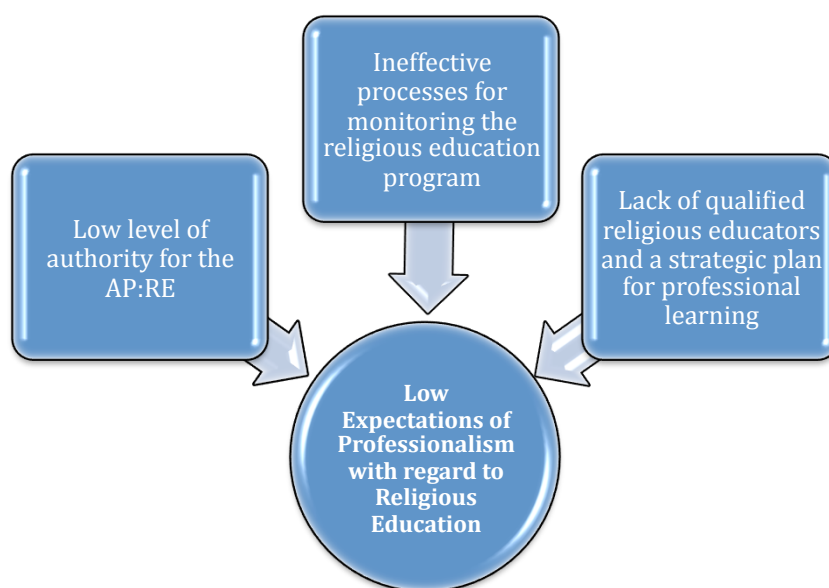 Ineffective
processes for
monitoring the
religious education
program
Low level of
authority for the
AP:RE
Lack of qualified
religious educators
and a strategic plan
for professional
learning
Low
Expectations of
Professionalism
with regard to
Religious
Education